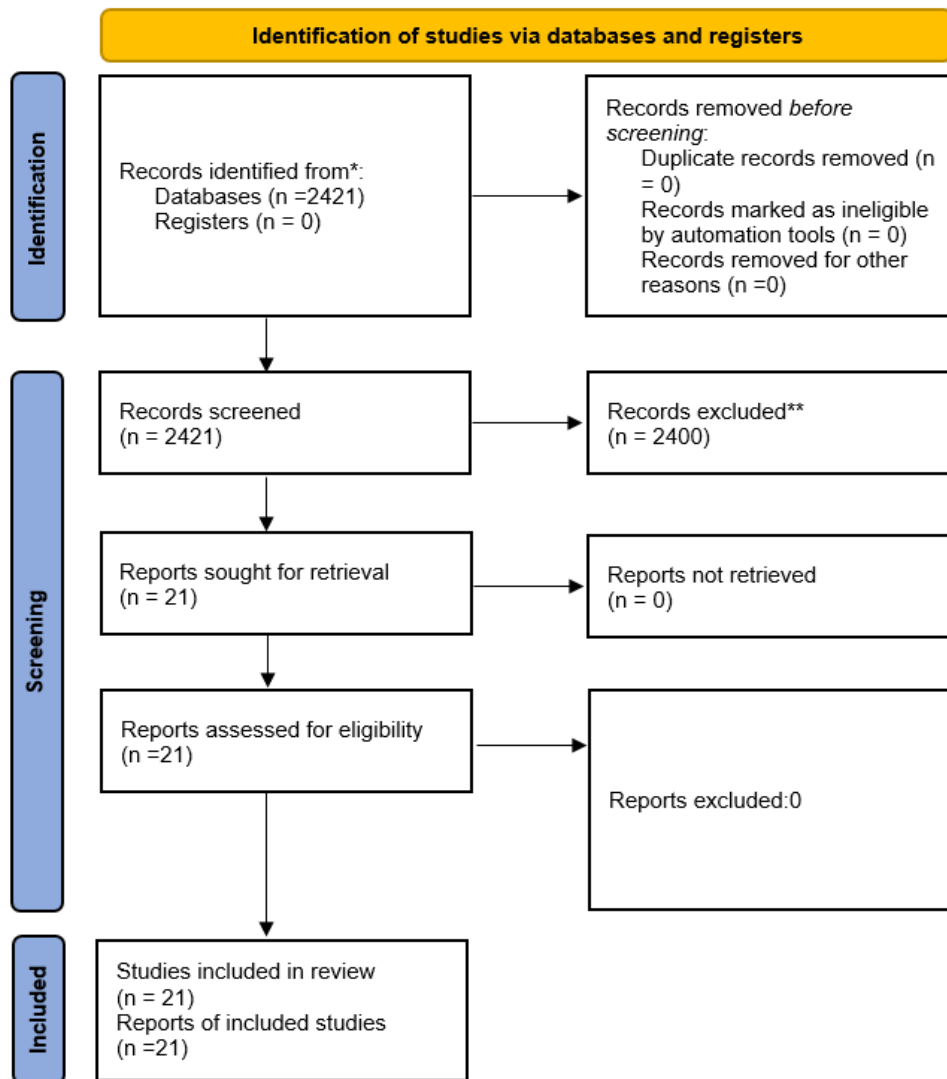 Identification of studies via databases and registers
Identification
Records identified from*:
Databases (n =2421)
Registers (n = 0)
Records removed before
screening:
Duplicate records removed (n
= 0)
Records marked as ineligible
by automation tools (n = 0)
Records removed for other
reasons (n =0)
Screening
Records screened
(n = 2421)
Records excluded**
(n = 2400)
Reports sought for retrieval
(n = 21)
Reports not retrieved
(n = 0)
Reports assessed for eligibility
(n =21)
Reports excluded:0
Included
Studies included in review
(n = 21)
Reports of included studies
(n =21)